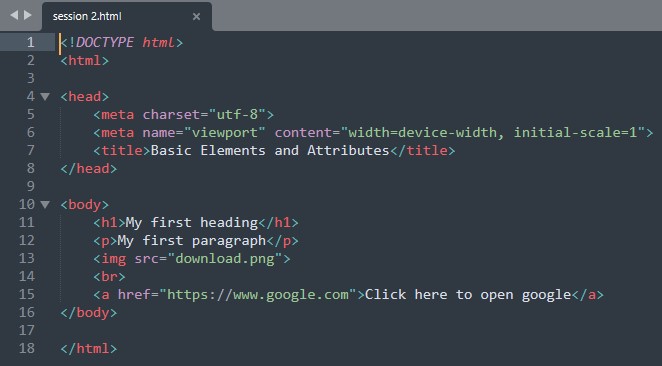 session 2.html ×
1 <!DOCTYPE html>
2 <html>
3
4 <head>
5 <meta charset="utf-8">
6 <meta name="viewport" content="width=device-width, initial-scale=1">
7 <title>Basic Elements and Attributes</title>
8 </head>
9
10 <body>
11 <h1>My first heading</h1>
12 <p>My first paragraph</p>
13 <img src="download.png">
14 <br>
15 <a href="https://www.google.com">Click here to open google</a>
16 </body>
17
18 </html>